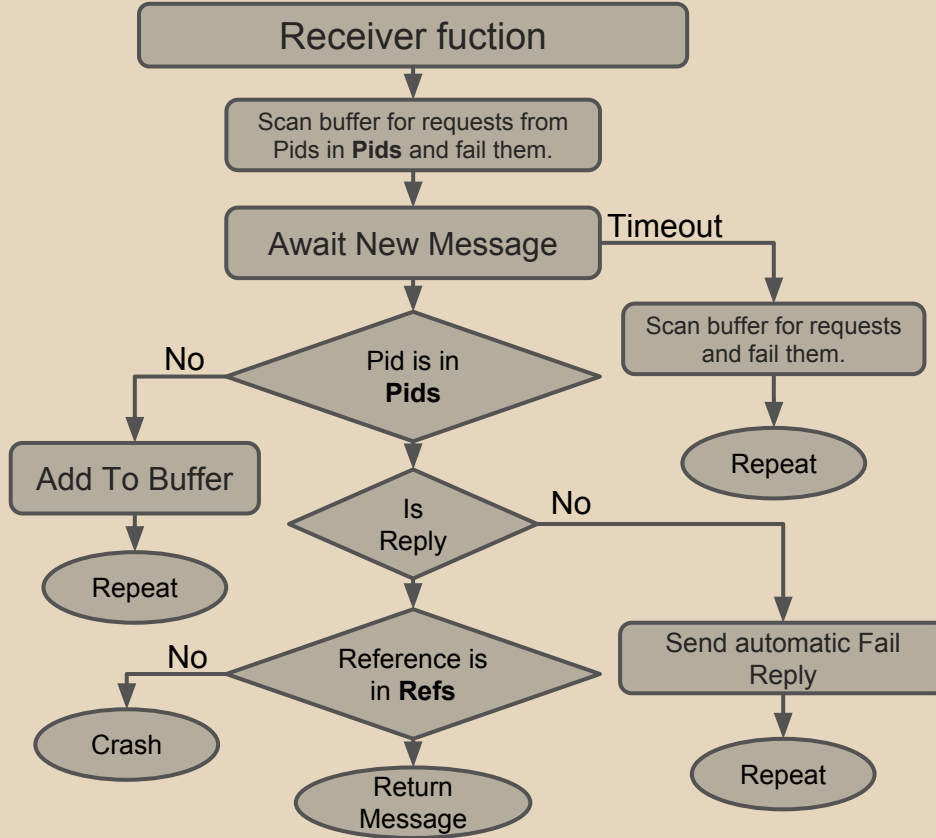 Receiver fuction
Scan buffer for requests from
Pids in Pids and fail them.
Await New Message
Timeout
Scan buffer for requests
and fail them.
Repeat
Pid is in
Pids
No
Add To Buffer
Repeat
Is
Reply
No
Send automatic Fail
Reply
Repeat
Reference is
in Refs
No
Crash
Return
Message